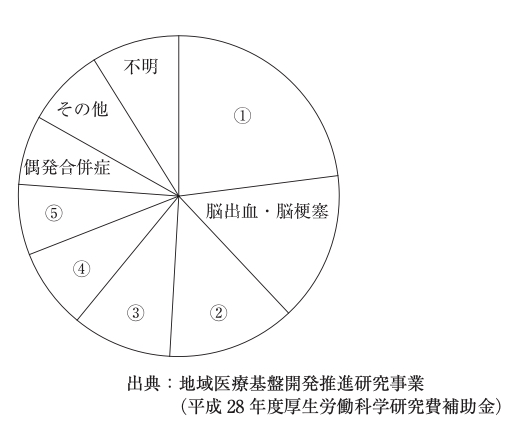 不明
①
その他
偶発合併症
脳出血・脳梗塞
⑤
④
③
②
出典：地域医療基盤開発推進研究事業
（平成 28 年度厚生労働科学研究費補助金）